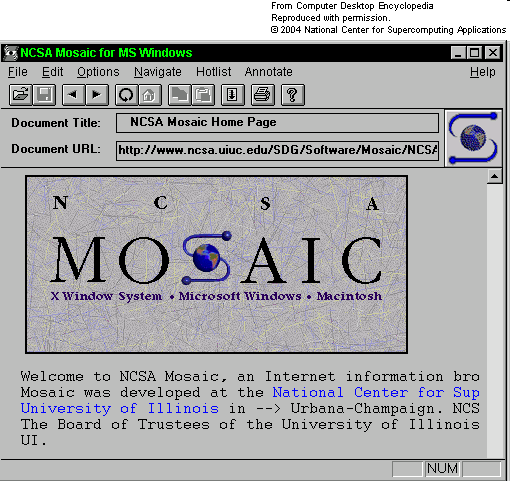 From Computer Desktop Encyclopedia
Reproduced with permission.
© 2004 National Center for Supercomputing Applications
NCSA Mosaic for MS Windows
File Edit Options Navigate Hotlist Annotate Help
Document Title: NCSA Mosaic Home Page
Document URL: http://www.ncsa.uiuc.edu/SDG/Software/Mosaic/NCSA
N C S A
MOSAIC
X Window System • Microsoft Windows • Macintosh
Welcome to NCSA Mosaic, an Internet information bro
Mosaic was developed at the National Center for Sup
University of Illinois in --> Urbana-Champaign. NCS
The Board of Trustees of the University of Illinois
UI.
NUM